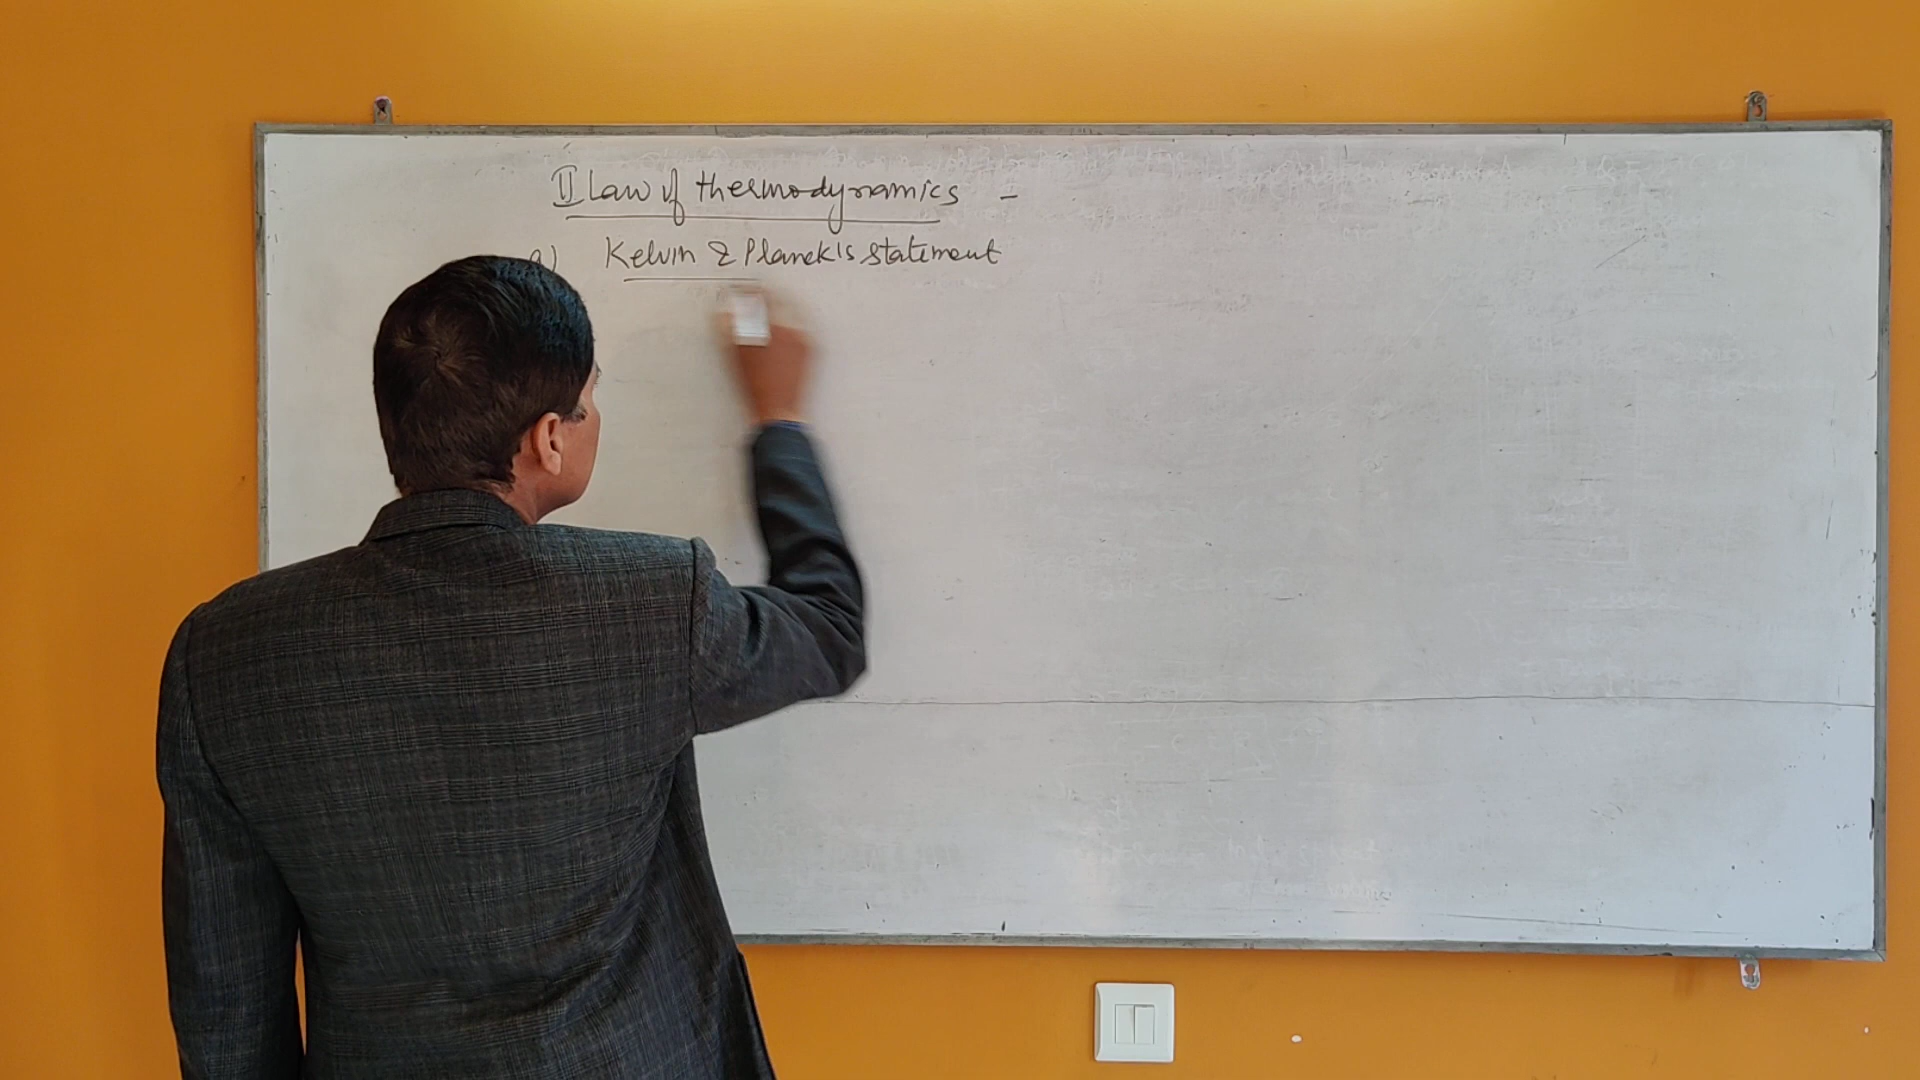 II Law of thermodynamics -
a) Kelvin & Planck's statement